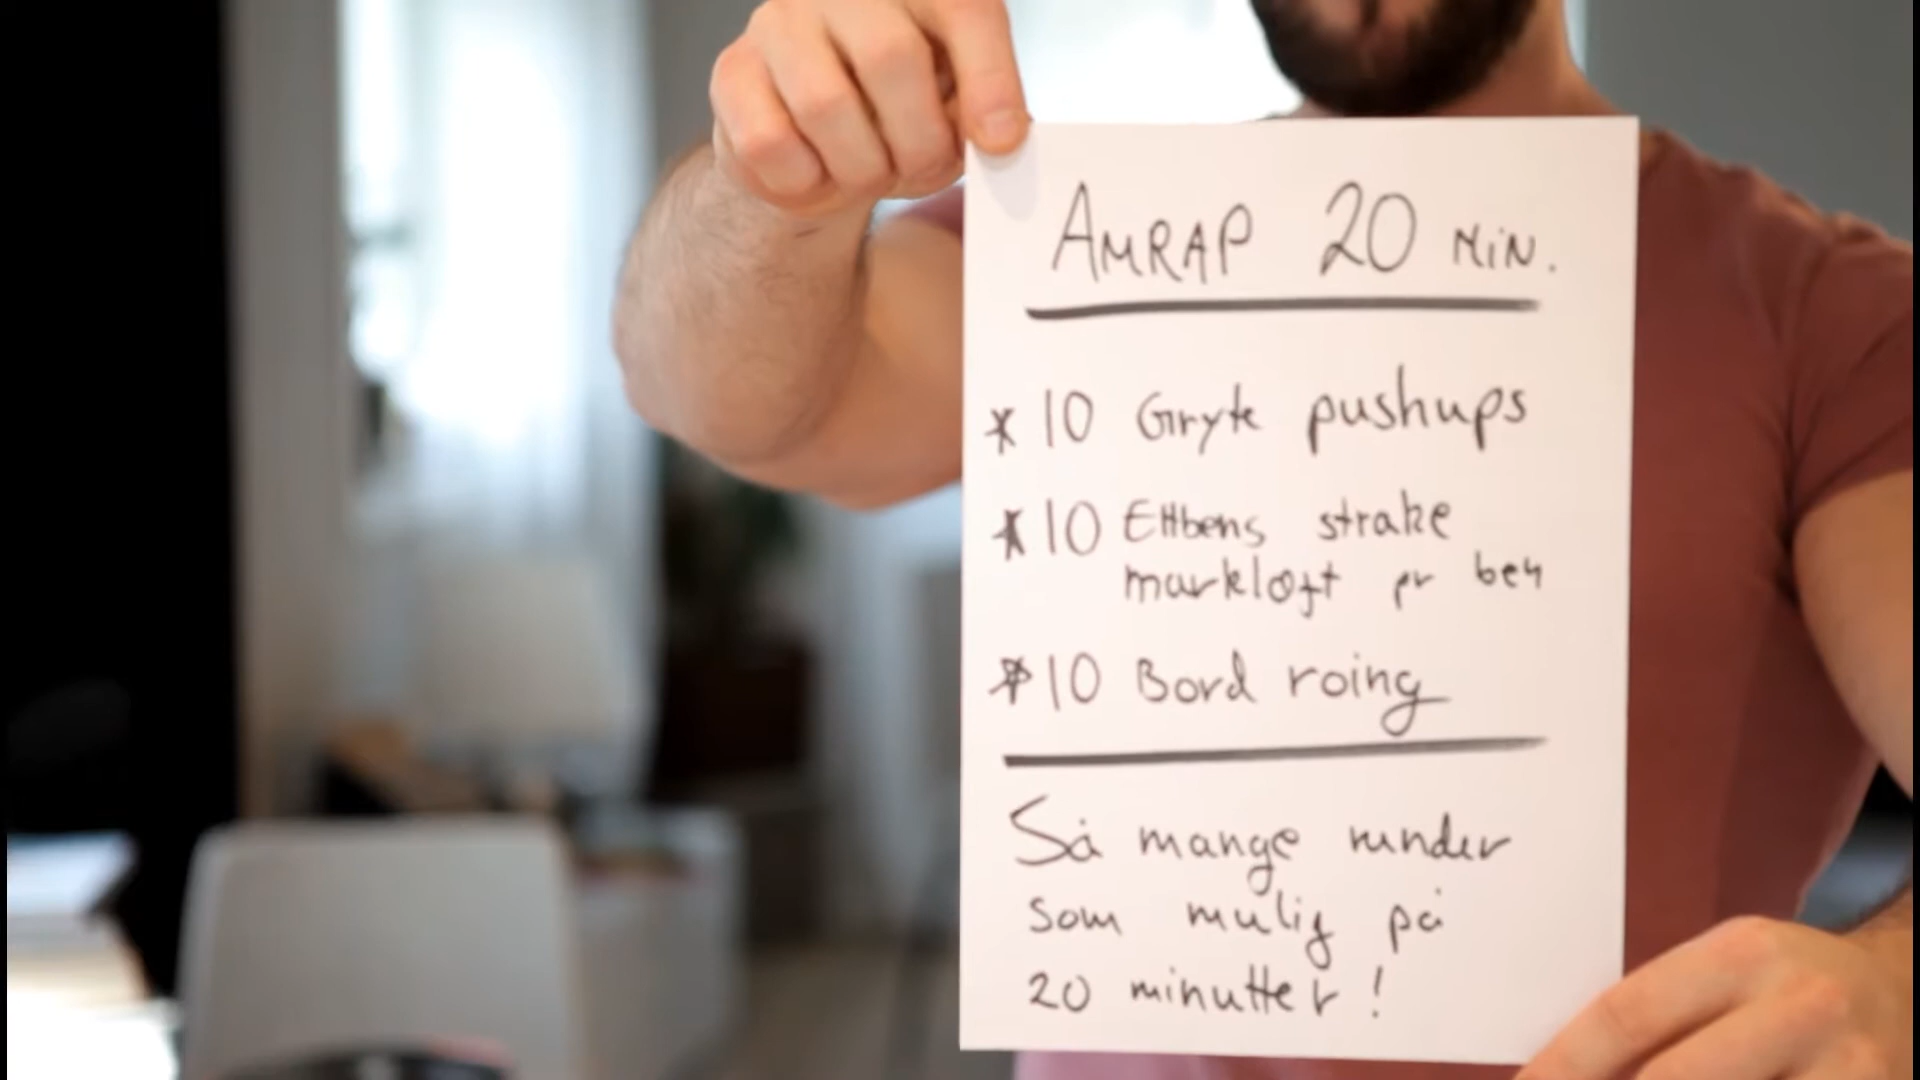 AMRAP 20 MIN.
* 10 Gryte pushups
* 10 Ettbens strake
markløft pr ben
* 10 Bord roing
Så mange runder
som mulig på
20 minutter!